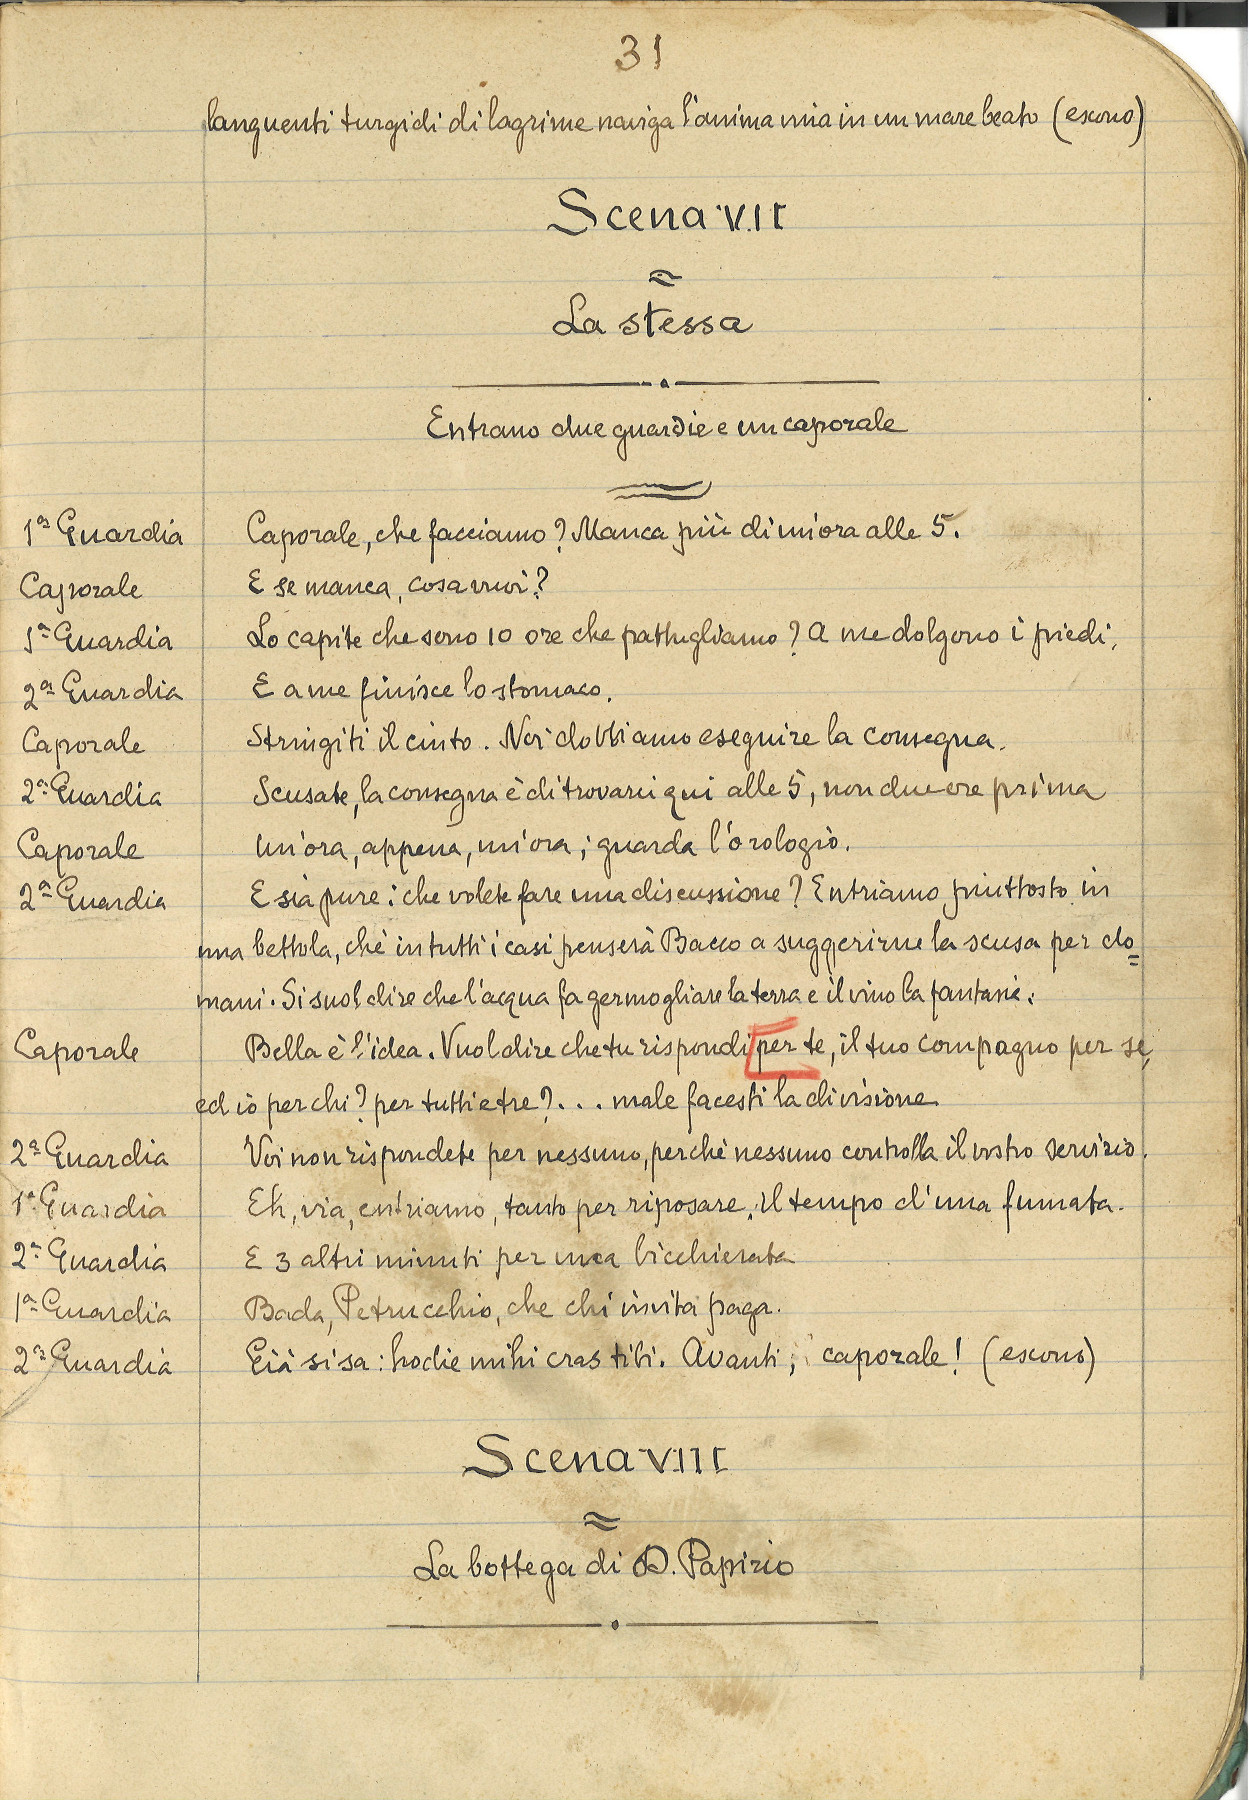 31
languenti turgidi di lagrime naviga l'anima mia in un mare beato (escono)
Scena VII
La stessa
Entrano due guardie e un caporale
1ª Guardia Caporale, che facciamo? Manca più di un'ora alle 5.
Caporale E se manca, cosa vuoi?
1ª Guardia Lo capite che sono 10 ore che pattugliamo? A me dolgono i piedi.
2ª Guardia E a me finisce lo stomaco.
Caporale Stringiti il cinto. Noi dobbiamo eseguire la consegna.
2ª Guardia Scusate, la consegna è di trovarci qui alle 5, non due ore prima
Caporale Un'ora, appena, un'ora; guarda l'orologio.
2ª Guardia E sia pure: che volete fare una discussione? Entriamo piuttosto in
una bettola, chè in tutti i casi penserà Bacco a suggerirne la scusa per do=
mani. Si suol dire che l'acqua fa germogliare la terra e il vino la fantasie.
Caporale Bella è l'idea. Vuol dire che tu rispondi per te, il tuo compagno per se,
ed io per chi? per tutti e tre?... male facesti la divisione
2ª Guardia Voi non rispondete per nessuno, perchè nessuno controlla il vostro servizio.
1ª Guardia Eh, via, entriamo, tanto per riposare, il tempo d'una fumata.
2ª Guardia E 3 altri minuti per una bicchierata
1ª Guardia Bada, Petrucchio, che chi invita paga.
2ª Guardia Già si sa: hodie mihi cras tibi. Avanti, caporale! (escono)
Scena VIII
La bottega di D. Papirio